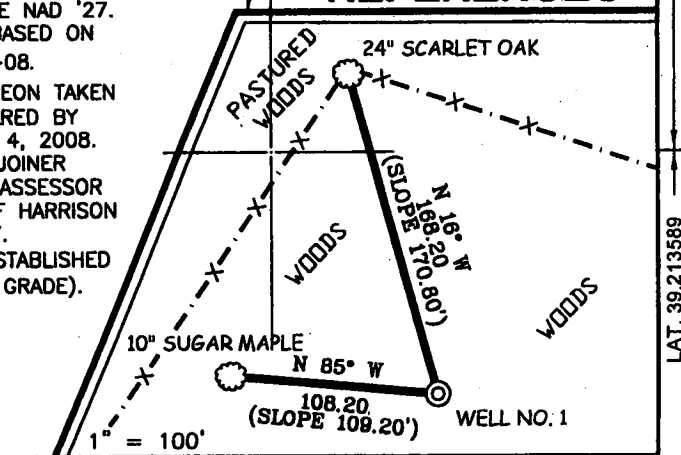 E NAD '27.
BASED ON
-08.
EON TAKEN
RED BY
4, 2008.
JOINER
ASSESSOR
F HARRISON
STABLISHED
GRADE).
PASTURED
WOODS
24" SCARLET OAK
N 16° W
168.20
(SLOPE 170.80')
WOODS
WOODS
LAT. 39.213589
10" SUGAR MAPLE
N 85° W
108.20
(SLOPE 109.20')
WELL NO. 1
1" = 100'